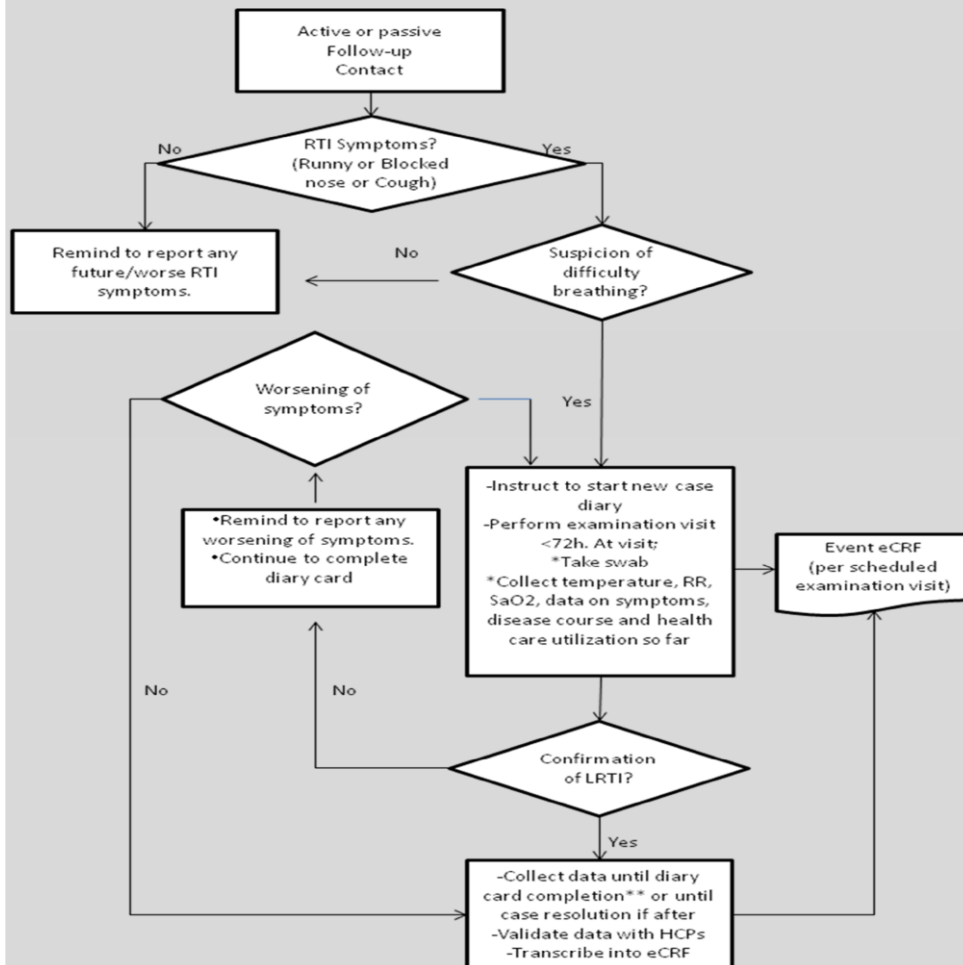 Active or passive
Follow-up
Contact
No
RTI Symptoms?
(Runny or Blocked
nose or Cough)
Yes
Remind to report any
future/worse RTI
symptoms.
No
Suspicion of
difficulty
breathing?
Worsening of
symptoms?
Yes
•Remind to report any
worsening of symptoms.
•Continue to complete
diary card
-Instruct to start new case
diary
-Perform examination visit
<72h. At visit;
*Take swab
*Collect temperature, RR,
SaO2, data on symptoms,
disease course and health
care utilization so far
Event eCRF
(per scheduled
examination visit)
No
No
Confirmation
of LRTI?
Yes
-Collect data until diary
card completion** or until
case resolution if after
-Validate data with HCPs
-Transcribe into eCRF